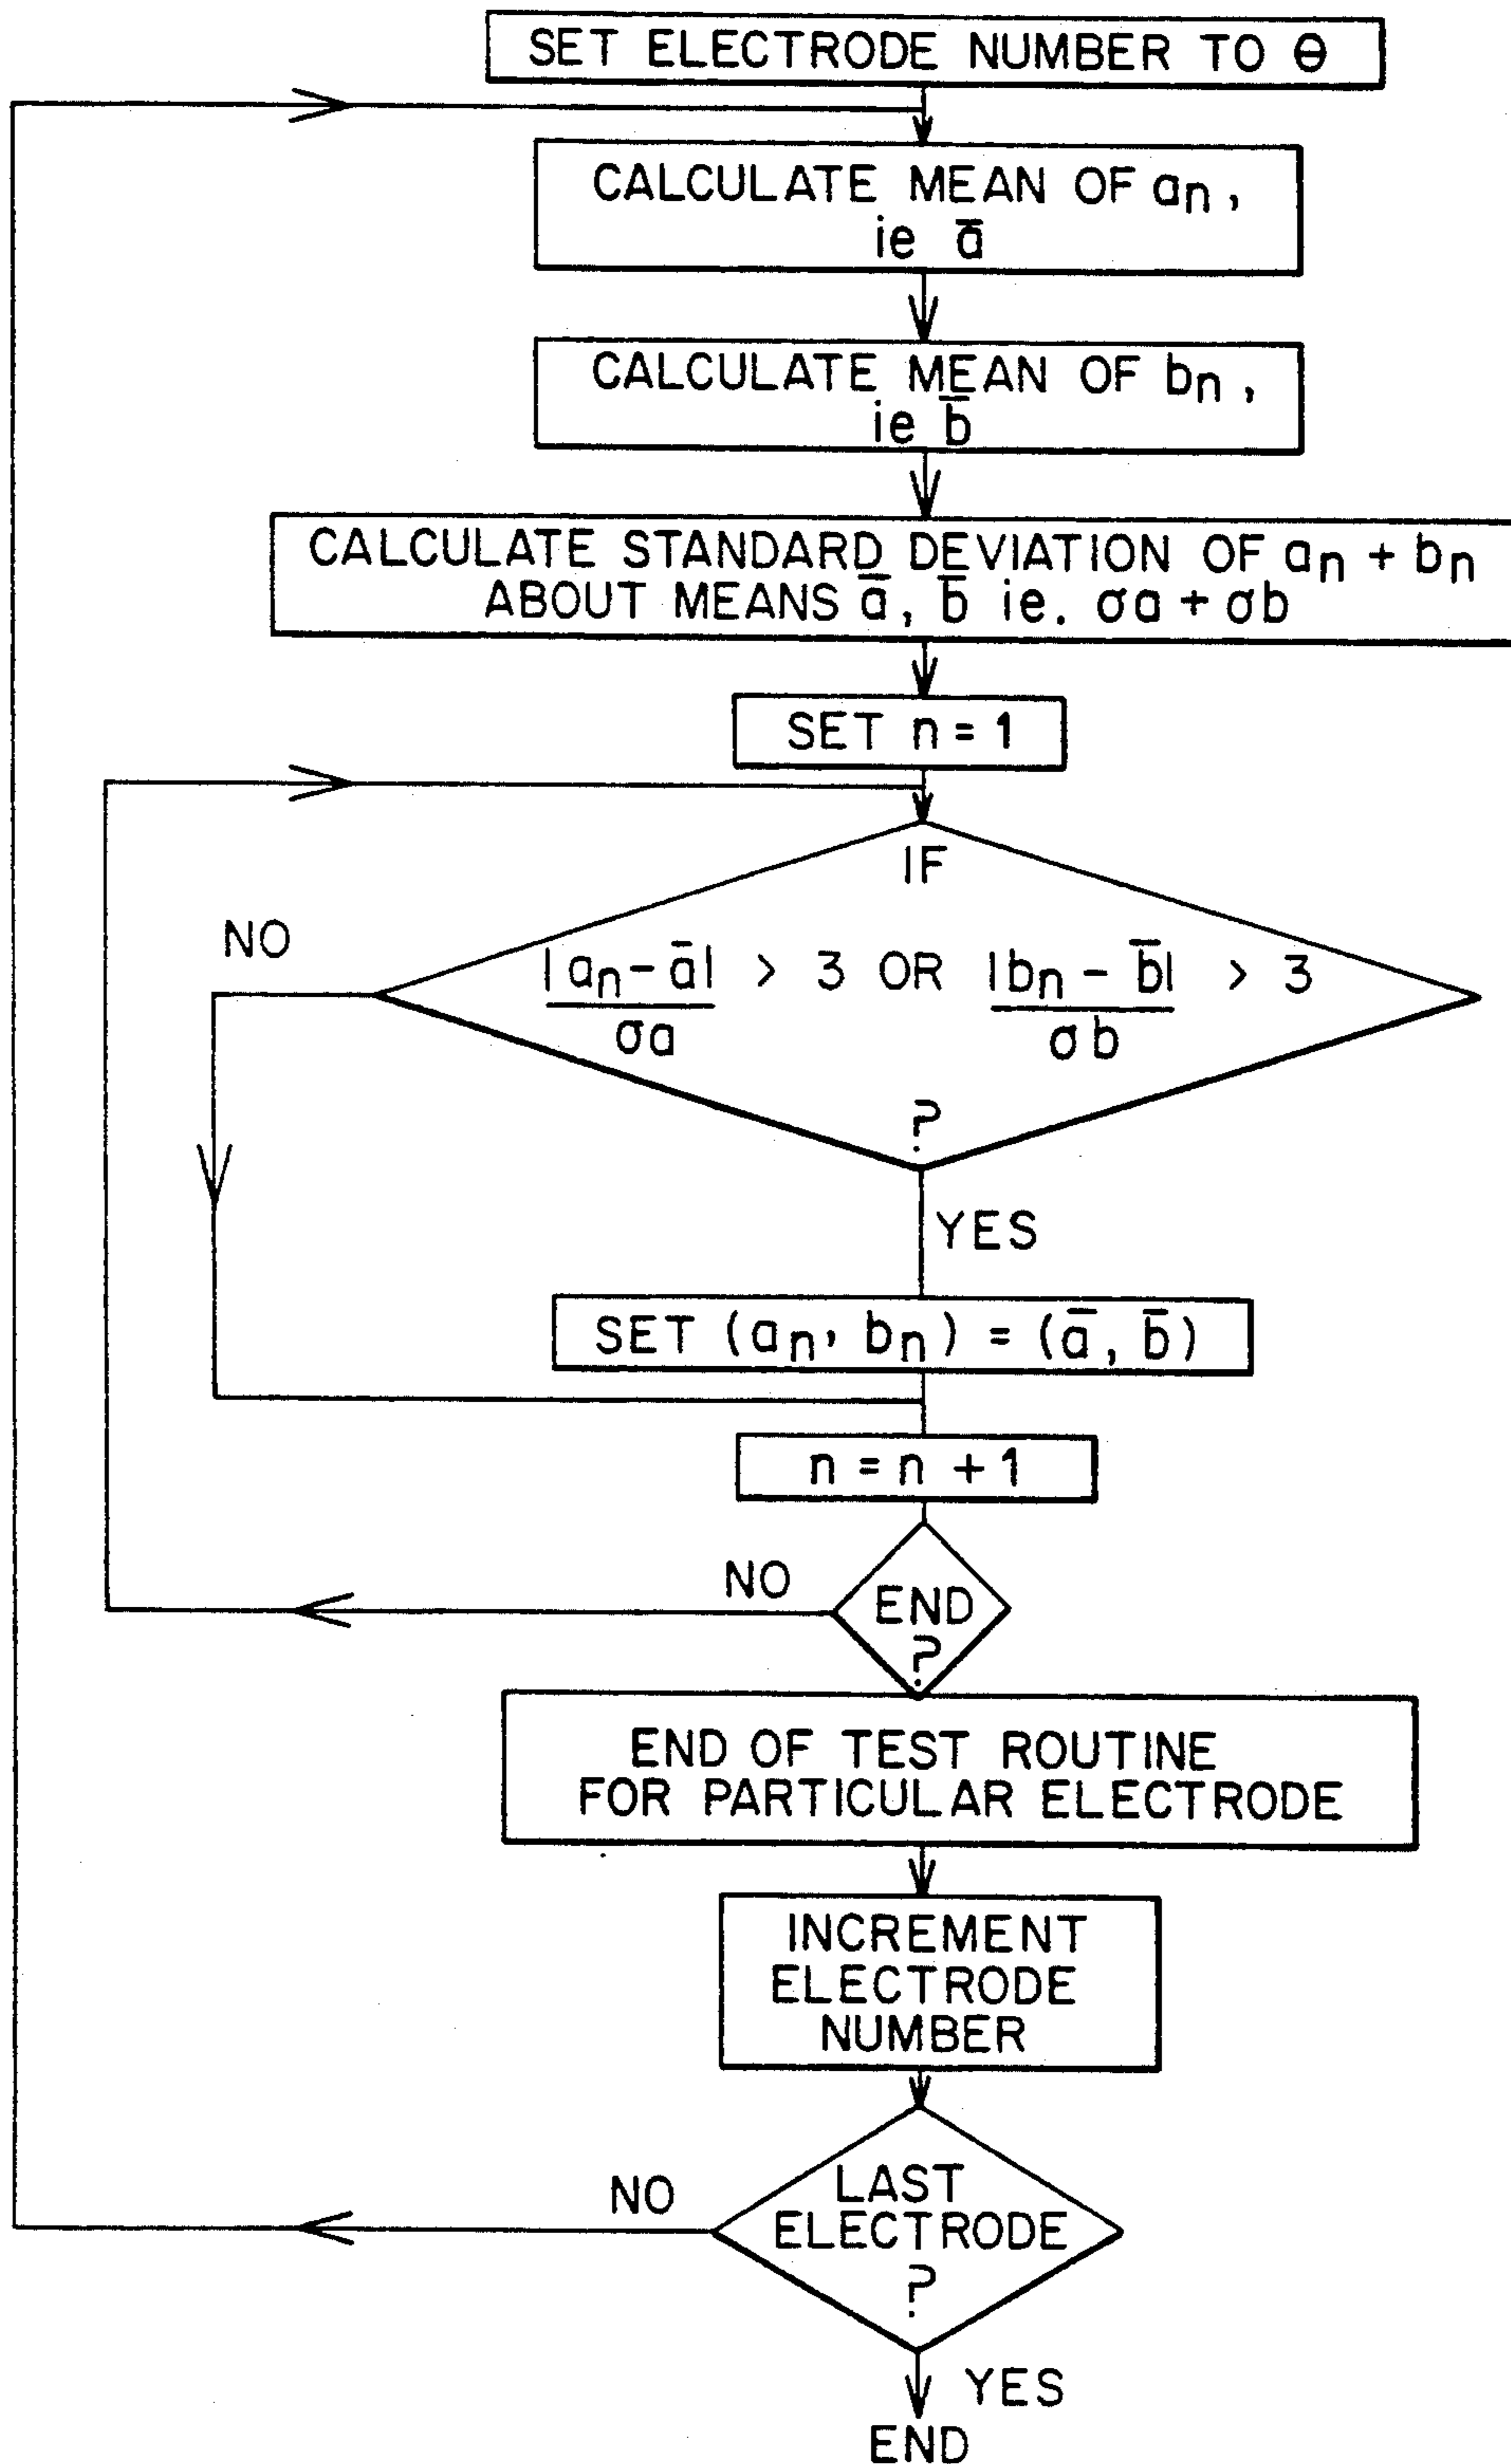 SET ELECTRODE NUMBER TO θ
CALCULATE MEAN OF an,
ie ā
CALCULATE MEAN OF bn,
ie b̄
CALCULATE STANDARD DEVIATION OF an + bn
ABOUT MEANS ā, b̄ ie. σa + σb
SET n = 1
IF
NO
|an - ā| > 3 OR |bn - b̄| > 3
σa σb
?
YES
SET (an, bn) = (ā, b̄)
n = n + 1
NO
END
?
END OF TEST ROUTINE
FOR PARTICULAR ELECTRODE
INCREMENT
ELECTRODE
NUMBER
NO
LAST
ELECTRODE
?
YES
END